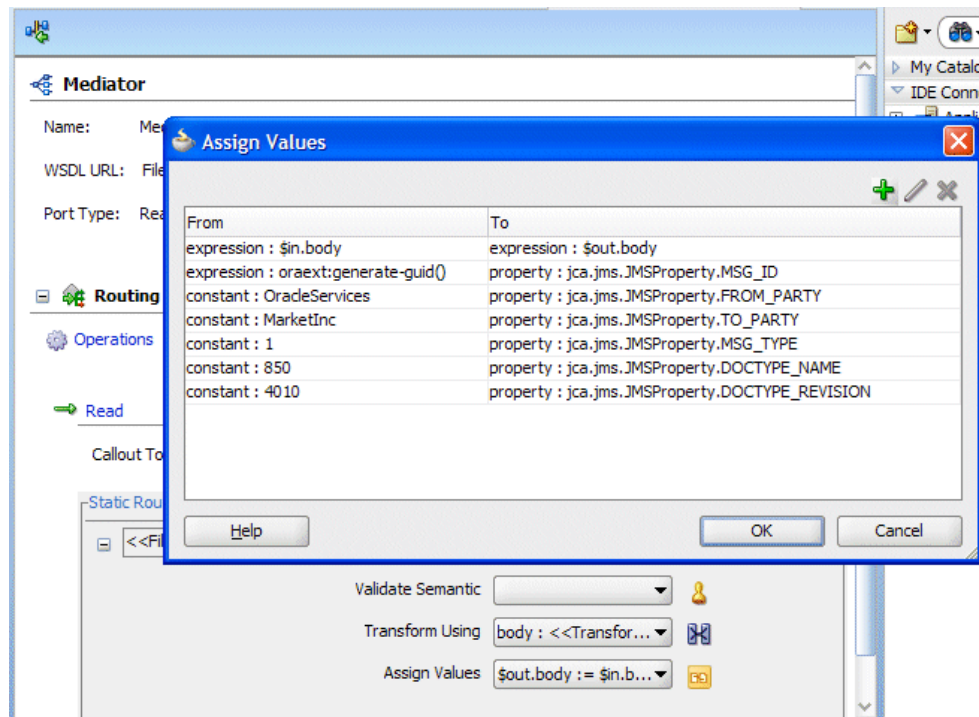 My Catalo
Mediator
IDE Conn
Name: Me
Assign Values
WSDL URL: File
Port Type: Rea
From To
expression : $in.body expression : $out.body
expression : oraext:generate-guid() property : jca.jms.JMSProperty.MSG_ID
constant : OracleServices property : jca.jms.JMSProperty.FROM_PARTY
constant : MarketInc property : jca.jms.JMSProperty.TO_PARTY
constant : 1 property : jca.jms.JMSProperty.MSG_TYPE
constant : 850 property : jca.jms.JMSProperty.DOCTYPE_NAME
constant : 4010 property : jca.jms.JMSProperty.DOCTYPE_REVISION
Routing
Operations
Read
Callout To
Static Rou
<<Fil
Help OK Cancel
Validate Semantic
Transform Using body : <<Transfor...
Assign Values $out.body := $in.b...